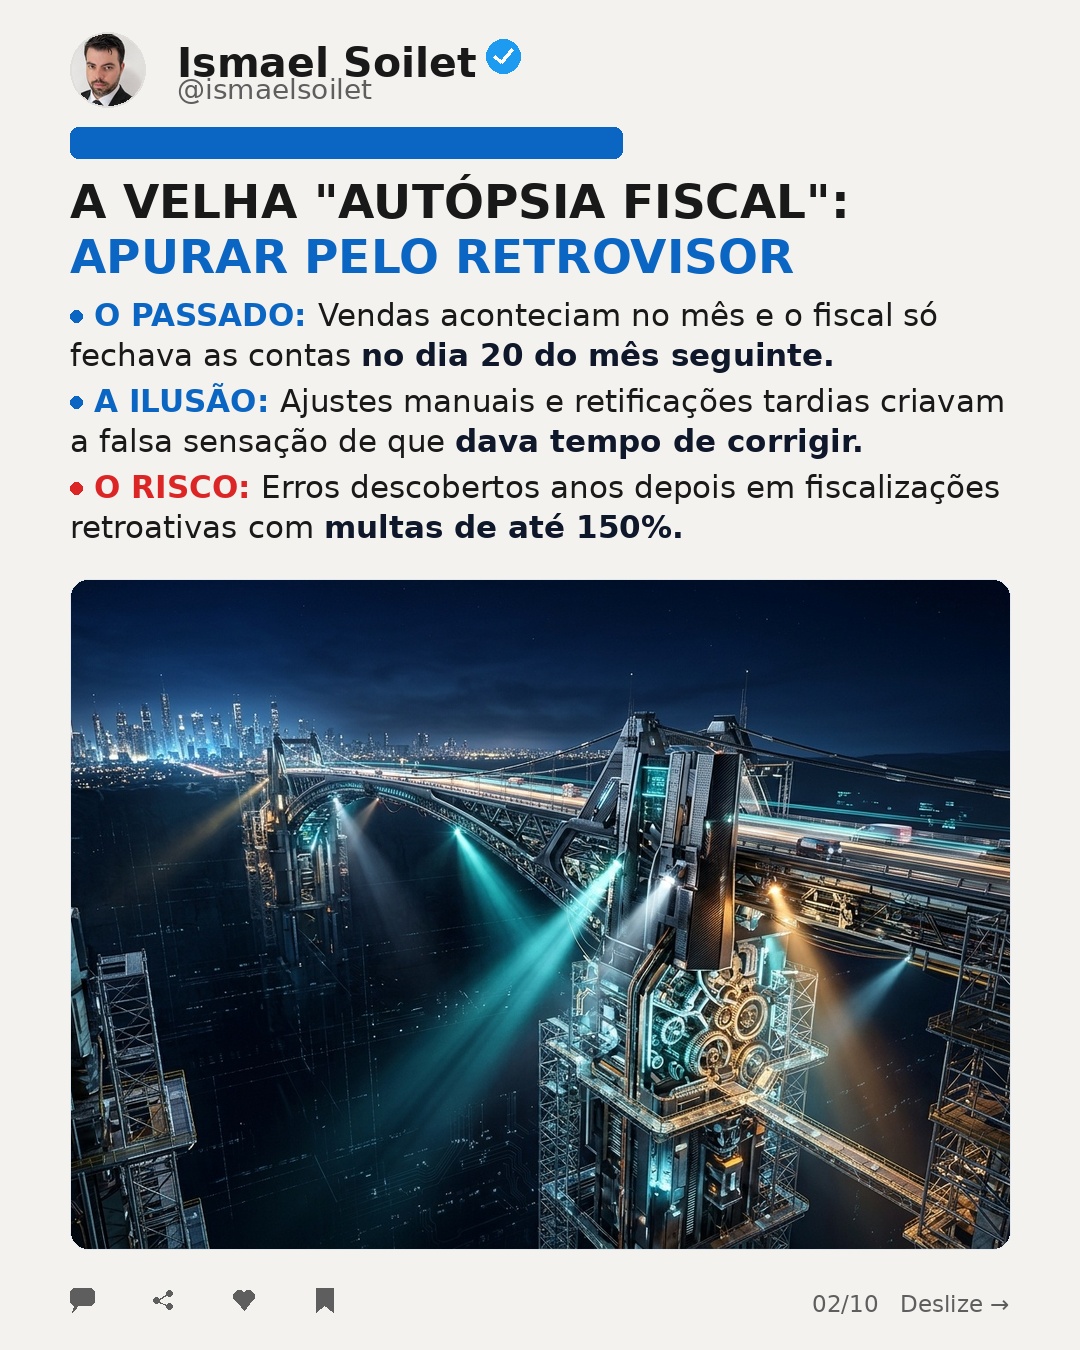 Ismael Soilet
@ismaelsoilet
A VELHA "AUTÓPSIA FISCAL":
APURAR PELO RETROVISOR
• O PASSADO: Vendas aconteciam no mês e o fiscal só
fechava as contas no dia 20 do mês seguinte.
• A ILUSÃO: Ajustes manuais e retificações tardias criavam
a falsa sensação de que dava tempo de corrigir.
• O RISCO: Erros descobertos anos depois em fiscalizações
retroativas com multas de até 150%.
02/10 Deslize →